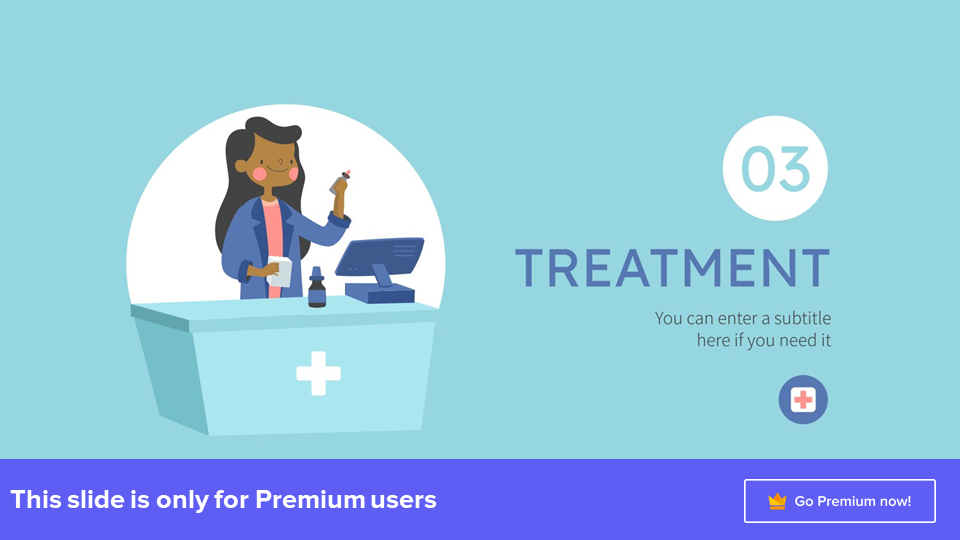 03
TREATMENT
You can enter a subtitle
here if you need it
This slide is only for Premium users
Go Premium now!